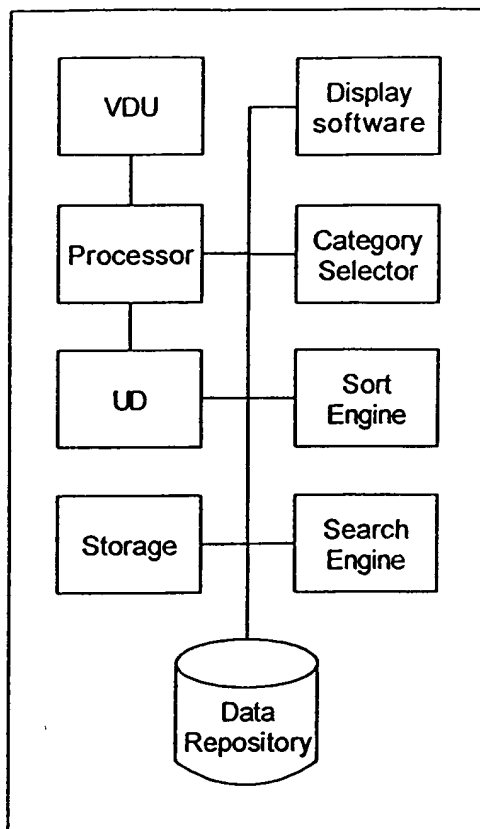 VDU
Display
software
Processor
Category
Selector
UD
Sort
Engine
Storage
Search
Engine
Data
Repository